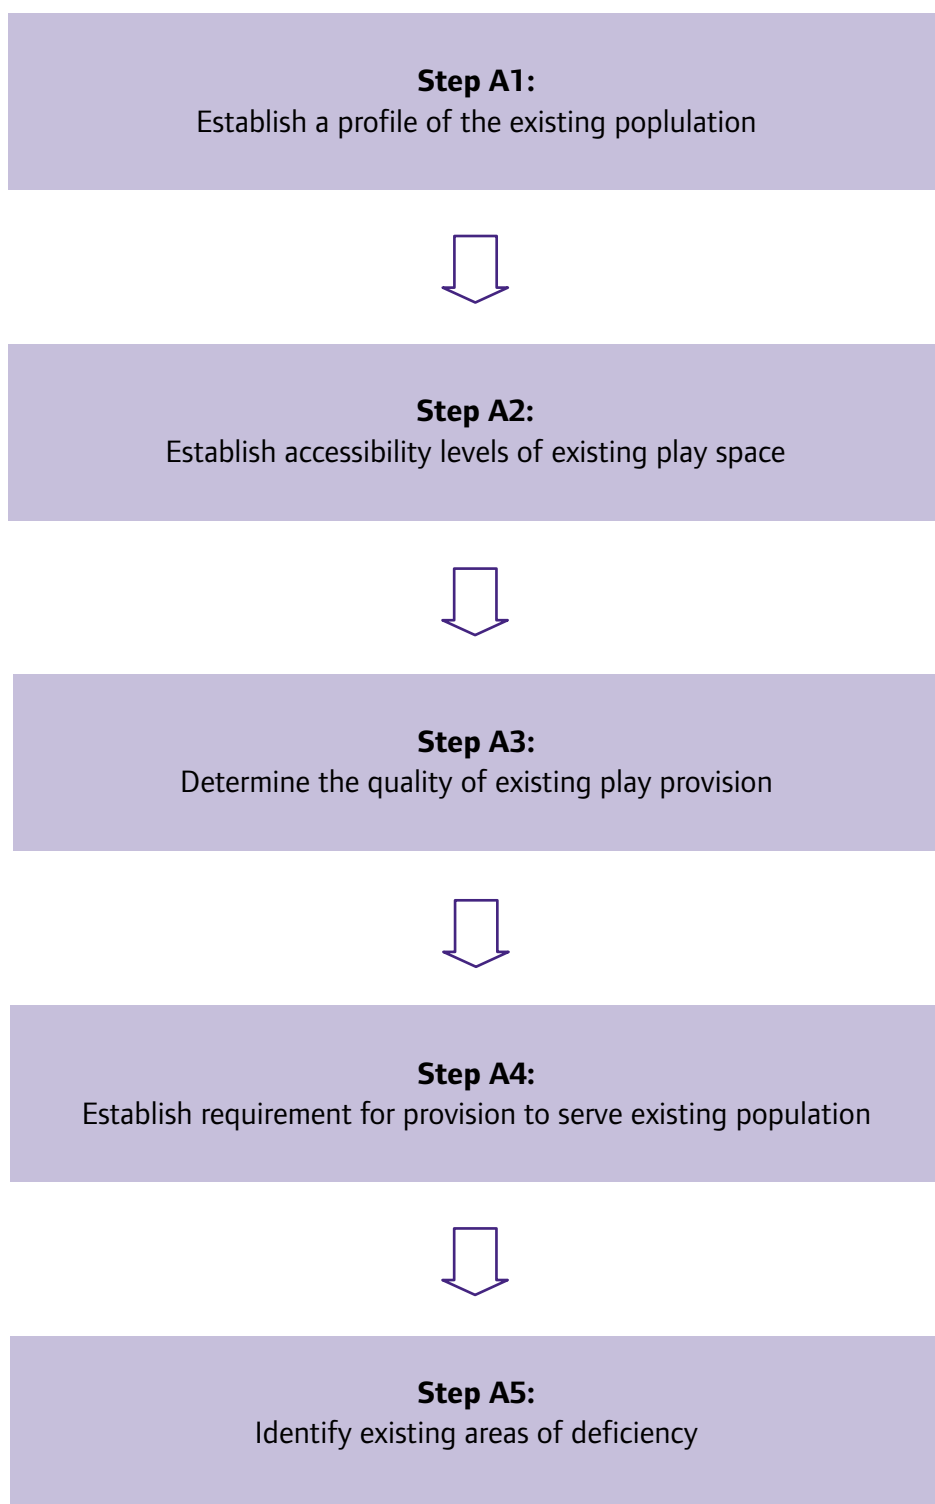 Step A1:
Establish a profile of the existing poplulation
Step A2:
Establish accessibility levels of existing play space
Step A3:
Determine the quality of existing play provision
Step A4:
Establish requirement for provision to serve existing population
Step A5:
Identify existing areas of deficiency